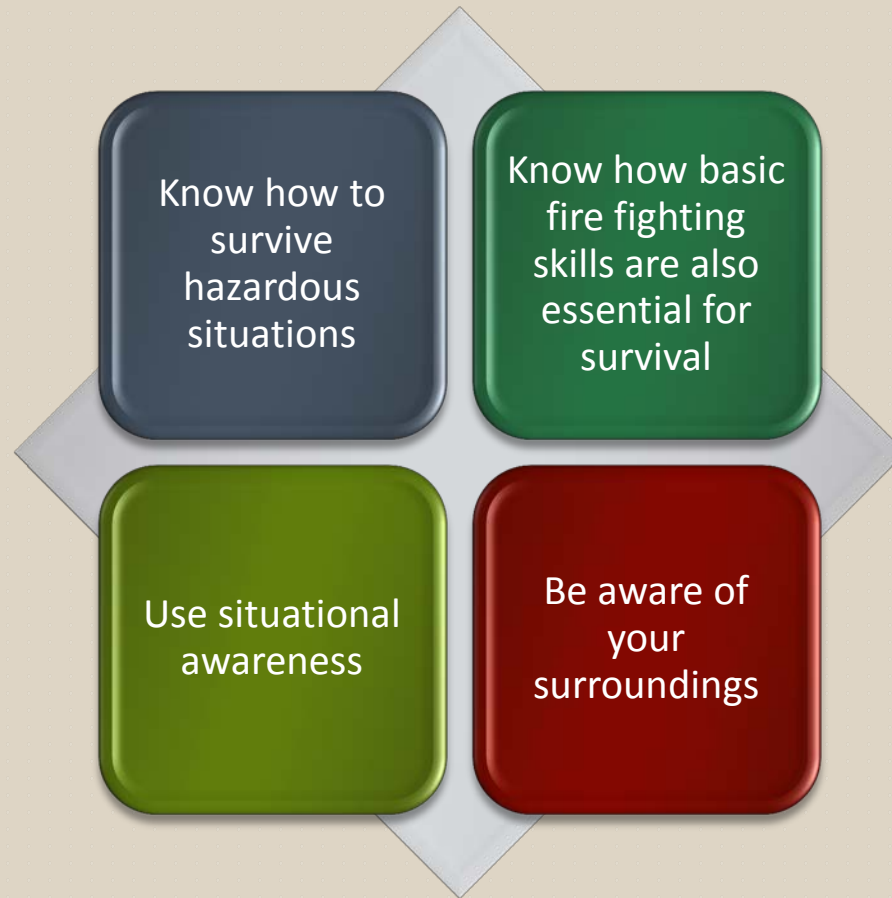 Know how to
survive
hazardous
situations
Know how basic
fire fighting
skills are also
essential for
survival
Use situational
awareness
Be aware of
your
surroundings